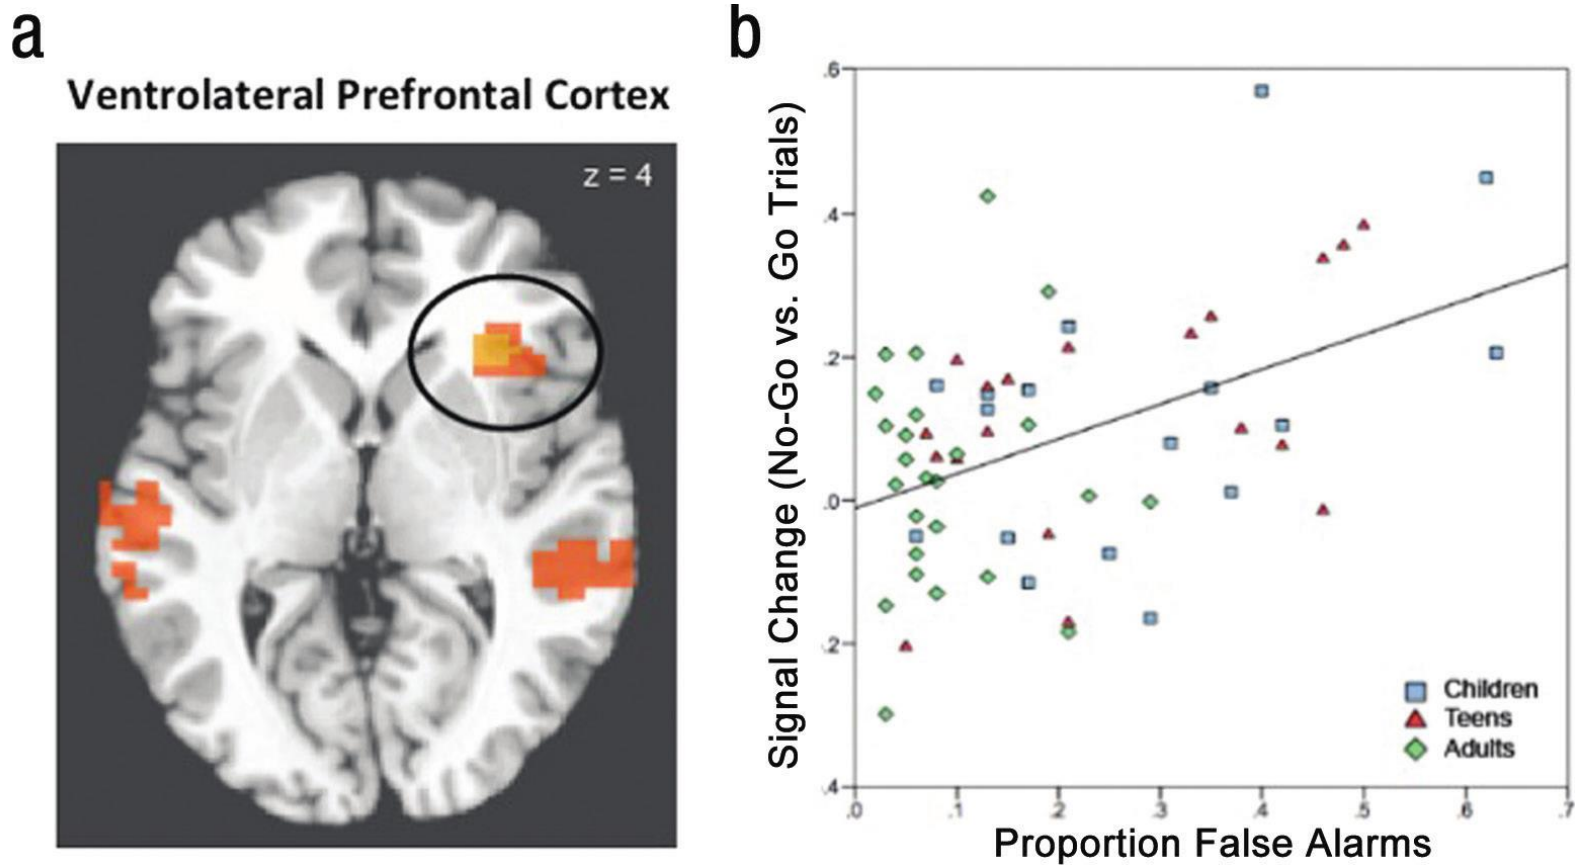 a
Ventrolateral Prefrontal Cortex
z = 4
b
Signal Change (No-Go vs. Go Trials)
.6
.4
.2
.0
.2
.4
.0
.1
.2
.3
.4
.5
.6
.7
Proportion False Alarms
Children
Teens
Adults